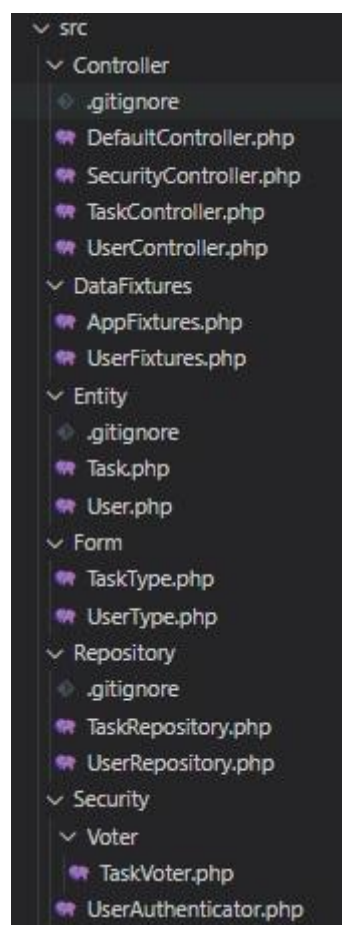 src
Controller
.gitignore
DefaultController.php
SecurityController.php
TaskController.php
UserController.php
DataFixtures
AppFixtures.php
UserFixtures.php
Entity
.gitignore
Task.php
User.php
Form
TaskType.php
UserType.php
Repository
.gitignore
TaskRepository.php
UserRepository.php
Security
Voter
TaskVoter.php
UserAuthenticator.php